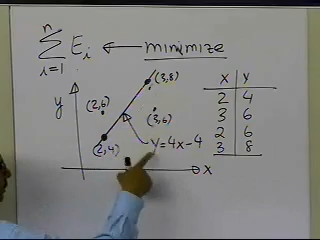 n
∑ Eᵢ ← minimize
i=1
y
(3,8)
(2,6)
(3,6)
(2,4)
y=4x-4
x
x y
2 4
3 6
2 6
3 8